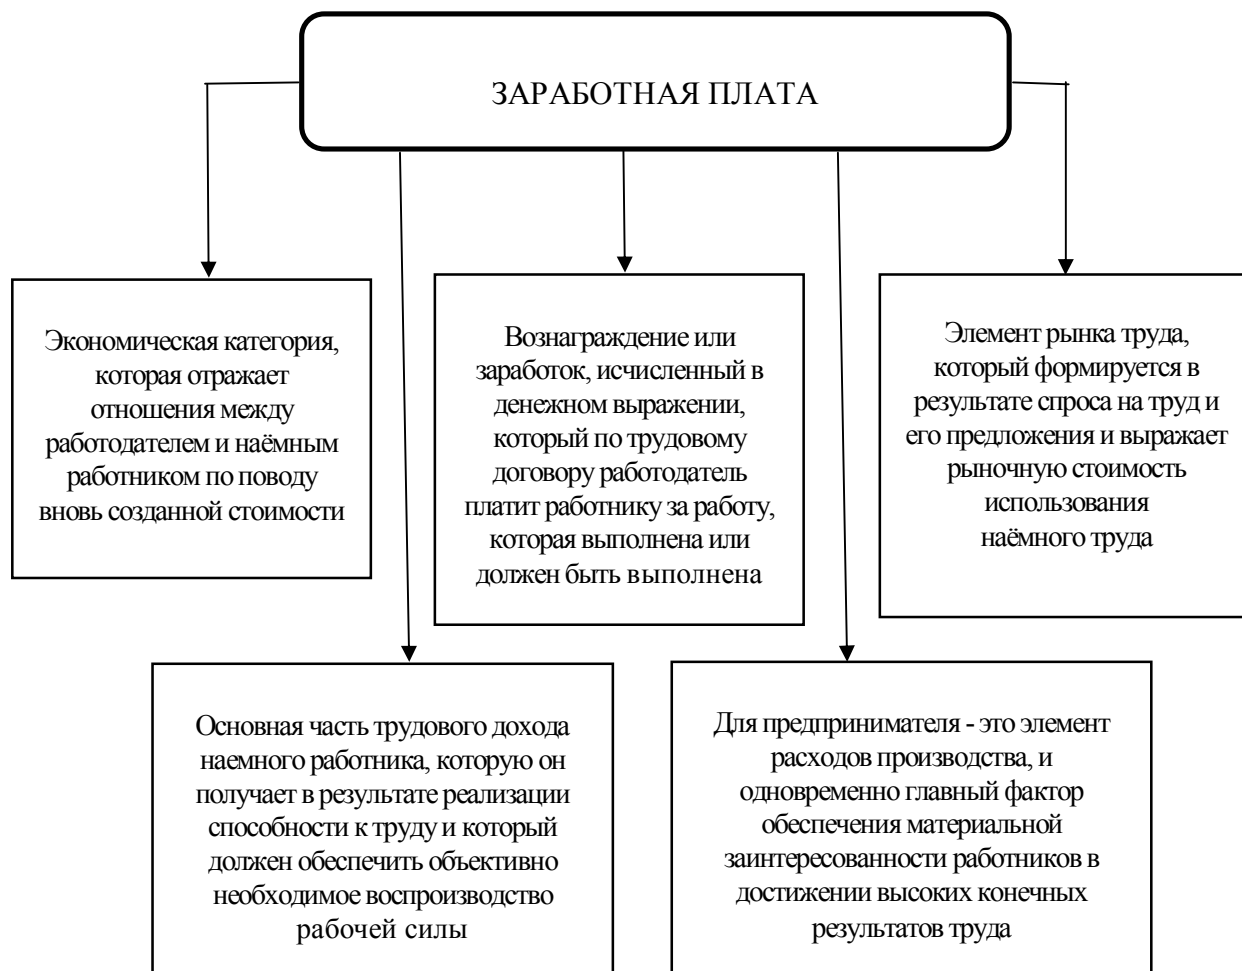 ЗАРАБОТНАЯ ПЛАТА
Экономическая категория,
которая отражает
отношения между
работодателем и наёмным
работником по поводу
вновь созданной стоимости
Вознаграждение или
заработок, исчисленный в
денежном выражении,
который по трудовому
договору работодатель
платит работнику за работу,
которая выполнена или
должен быть выполнена
Элемент рынка труда,
который формируется в
результате спроса на труд и
его предложения и выражает
рыночную стоимость
использования
наёмного труда
Основная часть трудового дохода
наемного работника, которую он
получает в результате реализации
способности к труду и который
должен обеспечить объективно
необходимое воспроизводство
рабочей силы
Для предпринимателя - это элемент
расходов производства, и
одновременно главный фактор
обеспечения материальной
заинтересованности работников в
достижении высоких конечных
результатов труда